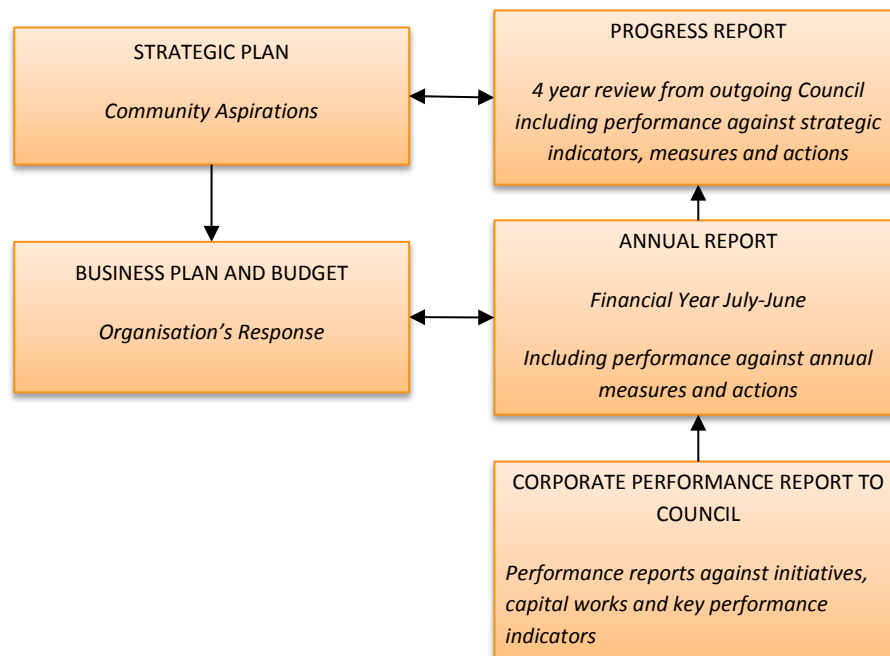 STRATEGIC PLAN
Community Aspirations
PROGRESS REPORT
4 year review from outgoing Council
including performance against strategic
indicators, measures and actions
BUSINESS PLAN AND BUDGET
Organisation’s Response
ANNUAL REPORT
Financial Year July-June
Including performance against annual
measures and actions
CORPORATE PERFORMANCE REPORT TO
COUNCIL
Performance reports against initiatives,
capital works and key performance
indicators